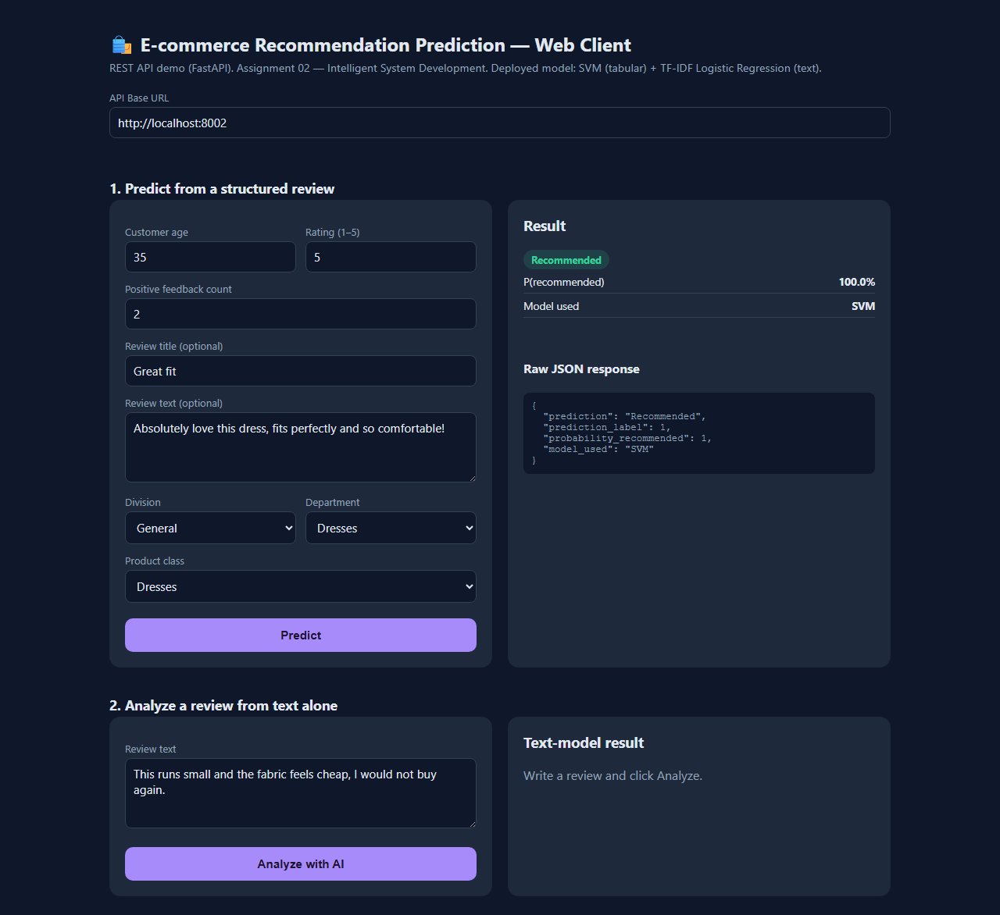 E-commerce Recommendation Prediction — Web Client
REST API demo (FastAPI). Assignment 02 — Intelligent System Development. Deployed model: SVM (tabular) + TF-IDF Logistic Regression (text).
API Base URL
http://localhost:8002
1. Predict from a structured review
Customer age
Rating (1–5)
35
5
Positive feedback count
2
Review title (optional)
Great fit
Review text (optional)
Absolutely love this dress, fits perfectly and so comfortable!
Division
Department
General
Dresses
Product class
Dresses
Predict
Result
Recommended
P(recommended) 100.0%
Model used SVM
Raw JSON response
{
  "prediction": "Recommended",
  "prediction_label": 1,
  "probability_recommended": 1,
  "model_used": "SVM"
}
2. Analyze a review from text alone
Review text
This runs small and the fabric feels cheap, I would not buy
again.
Analyze with AI
Text-model result
Write a review and click Analyze.